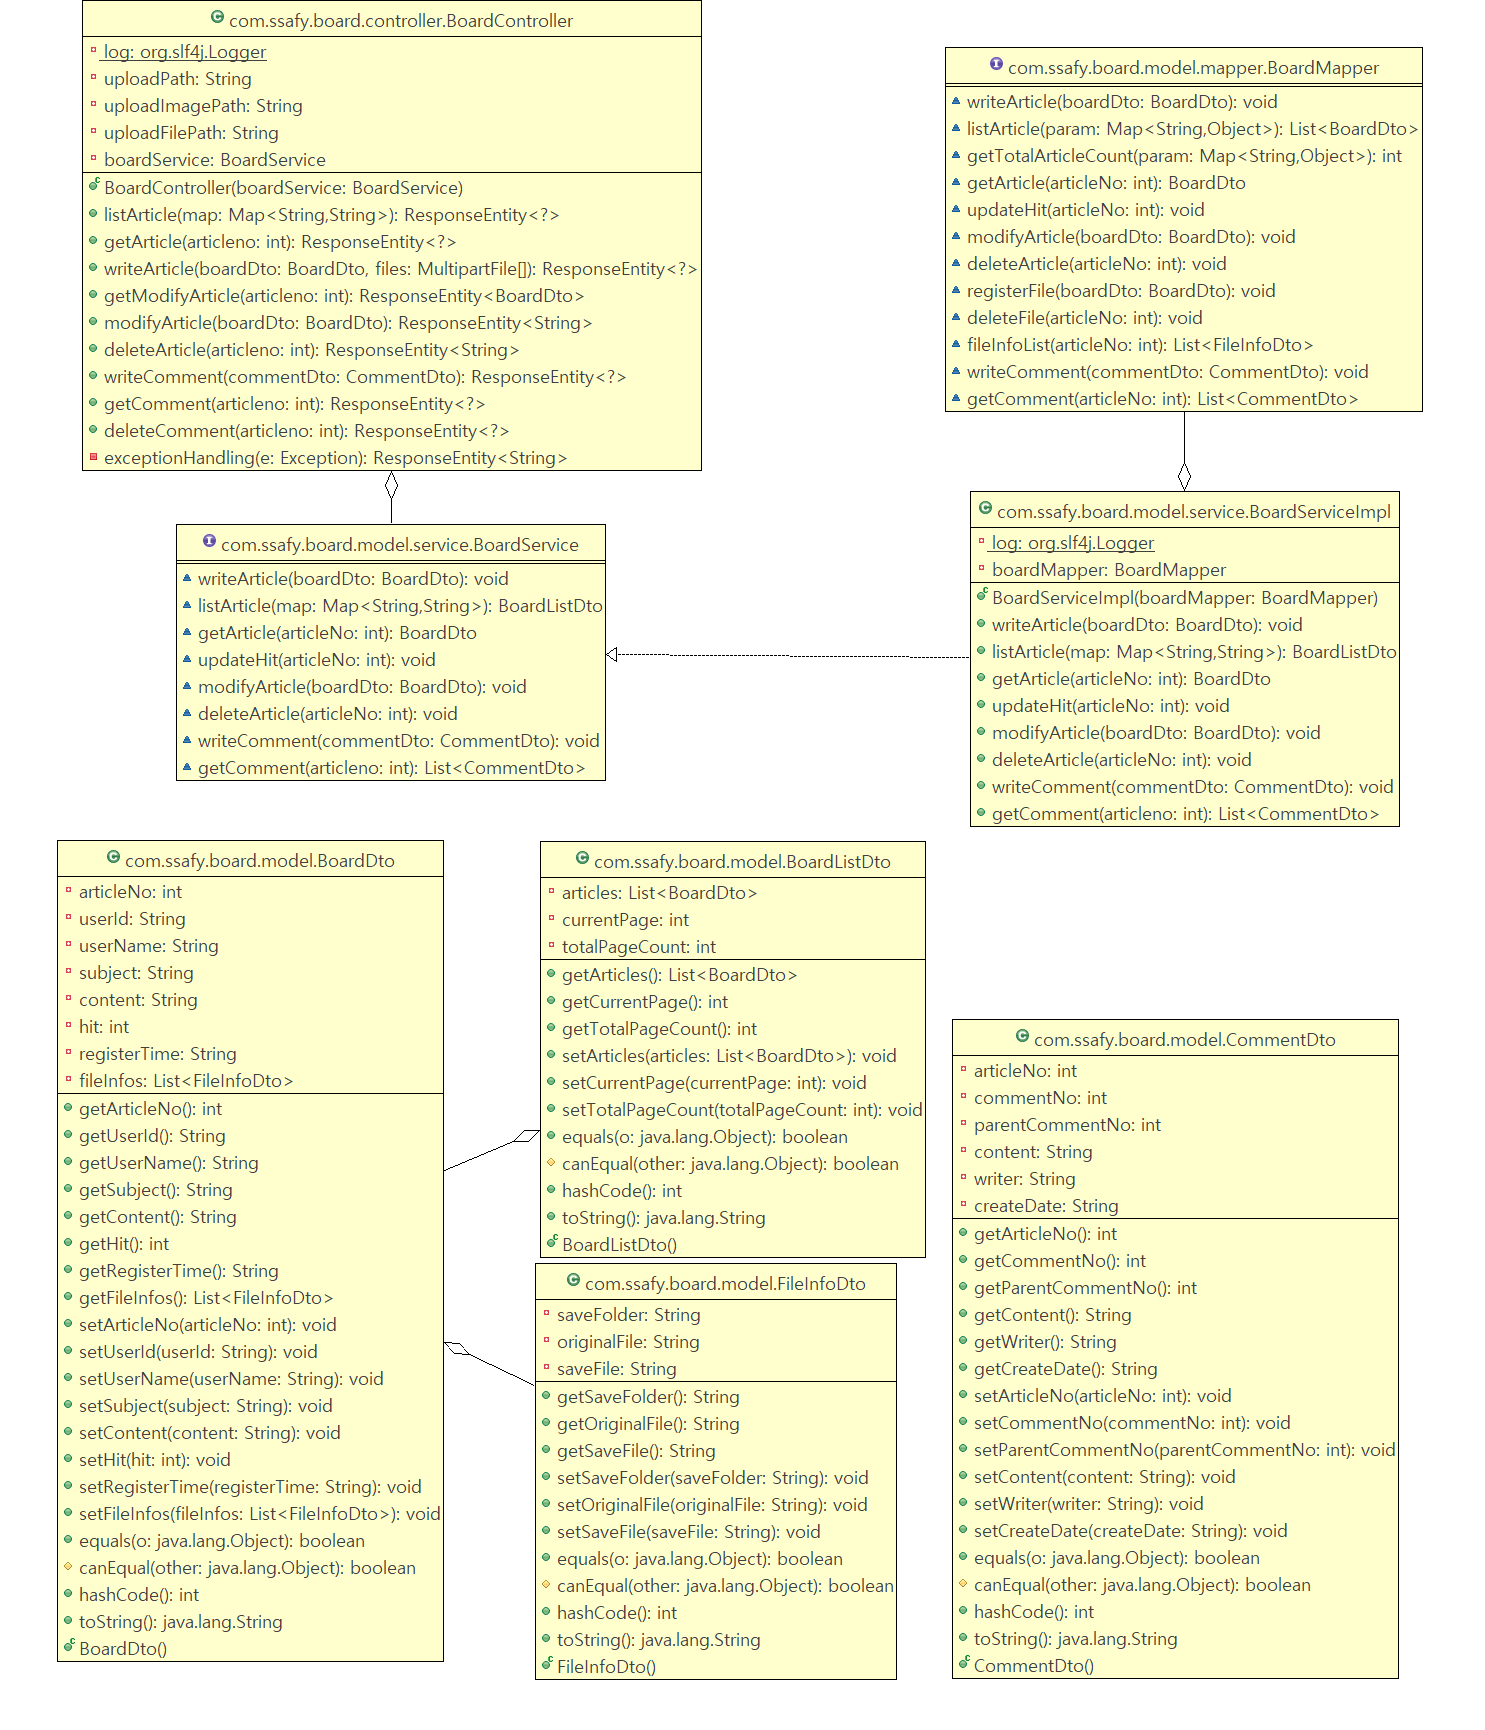 com.ssafy.board.controller.BoardController
log: org.slf4j.Logger
uploadPath: String
uploadImagePath: String
uploadFilePath: String
boardService: BoardService
BoardController(boardService: BoardService)
listArticle(map: Map<String,String>): ResponseEntity<?>
getArticle(articleno: int): ResponseEntity<?>
writeArticle(boardDto: BoardDto, files: MultipartFile[]): ResponseEntity<?>
getModifyArticle(articleno: int): ResponseEntity<BoardDto>
modifyArticle(boardDto: BoardDto): ResponseEntity<String>
deleteArticle(articleno: int): ResponseEntity<String>
writeComment(commentDto: CommentDto): ResponseEntity<?>
getComment(articleno: int): ResponseEntity<?>
deleteComment(articleno: int): ResponseEntity<?>
exceptionHandling(e: Exception): ResponseEntity<String>
com.ssafy.board.model.mapper.BoardMapper
writeArticle(boardDto: BoardDto): void
listArticle(param: Map<String,Object>): List<BoardDto>
getTotalArticleCount(param: Map<String,Object>): int
getArticle(articleNo: int): BoardDto
updateHit(articleNo: int): void
modifyArticle(boardDto: BoardDto): void
deleteArticle(articleNo: int): void
registerFile(boardDto: BoardDto): void
deleteFile(articleNo: int): void
fileInfoList(articleNo: int): List<FileInfoDto>
writeComment(commentDto: CommentDto): void
getComment(articleNo: int): List<CommentDto>
com.ssafy.board.model.service.BoardService
writeArticle(boardDto: BoardDto): void
listArticle(map: Map<String,String>): BoardListDto
getArticle(articleNo: int): BoardDto
updateHit(articleNo: int): void
modifyArticle(boardDto: BoardDto): void
deleteArticle(articleNo: int): void
writeComment(commentDto: CommentDto): void
getComment(articleno: int): List<CommentDto>
com.ssafy.board.model.service.BoardServiceImpl
log: org.slf4j.Logger
boardMapper: BoardMapper
BoardServiceImpl(boardMapper: BoardMapper)
writeArticle(boardDto: BoardDto): void
listArticle(map: Map<String,String>): BoardListDto
getArticle(articleNo: int): BoardDto
updateHit(articleNo: int): void
modifyArticle(boardDto: BoardDto): void
deleteArticle(articleNo: int): void
writeComment(commentDto: CommentDto): void
getComment(articleno: int): List<CommentDto>
com.ssafy.board.model.BoardDto
articleNo: int
userId: String
userName: String
subject: String
content: String
hit: int
registerTime: String
fileInfos: List<FileInfoDto>
getArticleNo(): int
getUserId(): String
getUserName(): String
getSubject(): String
getContent(): String
getHit(): int
getRegisterTime(): String
getFileInfos(): List<FileInfoDto>
setArticleNo(articleNo: int): void
setUserId(userId: String): void
setUserName(userName: String): void
setSubject(subject: String): void
setContent(content: String): void
setHit(hit: int): void
setRegisterTime(registerTime: String): void
setFileInfos(fileInfos: List<FileInfoDto>): void
equals(o: java.lang.Object): boolean
canEqual(other: java.lang.Object): boolean
hashCode(): int
toString(): java.lang.String
BoardDto()
com.ssafy.board.model.BoardListDto
articles: List<BoardDto>
currentPage: int
totalPageCount: int
getArticles(): List<BoardDto>
getCurrentPage(): int
getTotalPageCount(): int
setArticles(articles: List<BoardDto>): void
setCurrentPage(currentPage: int): void
setTotalPageCount(totalPageCount: int): void
equals(o: java.lang.Object): boolean
canEqual(other: java.lang.Object): boolean
hashCode(): int
toString(): java.lang.String
BoardListDto()
com.ssafy.board.model.FileInfoDto
saveFolder: String
originalFile: String
saveFile: String
getSaveFolder(): String
getOriginalFile(): String
getSaveFile(): String
setSaveFolder(saveFolder: String): void
setOriginalFile(originalFile: String): void
setSaveFile(saveFile: String): void
equals(o: java.lang.Object): boolean
canEqual(other: java.lang.Object): boolean
hashCode(): int
toString(): java.lang.String
FileInfoDto()
com.ssafy.board.model.CommentDto
articleNo: int
commentNo: int
parentCommentNo: int
content: String
writer: String
createDate: String
getArticleNo(): int
getCommentNo(): int
getParentCommentNo(): int
getContent(): String
getWriter(): String
getCreateDate(): String
setArticleNo(articleNo: int): void
setCommentNo(commentNo: int): void
setParentCommentNo(parentCommentNo: int): void
setContent(content: String): void
setWriter(writer: String): void
setCreateDate(createDate: String): void
equals(o: java.lang.Object): boolean
canEqual(other: java.lang.Object): boolean
hashCode(): int
toString(): java.lang.String
CommentDto()